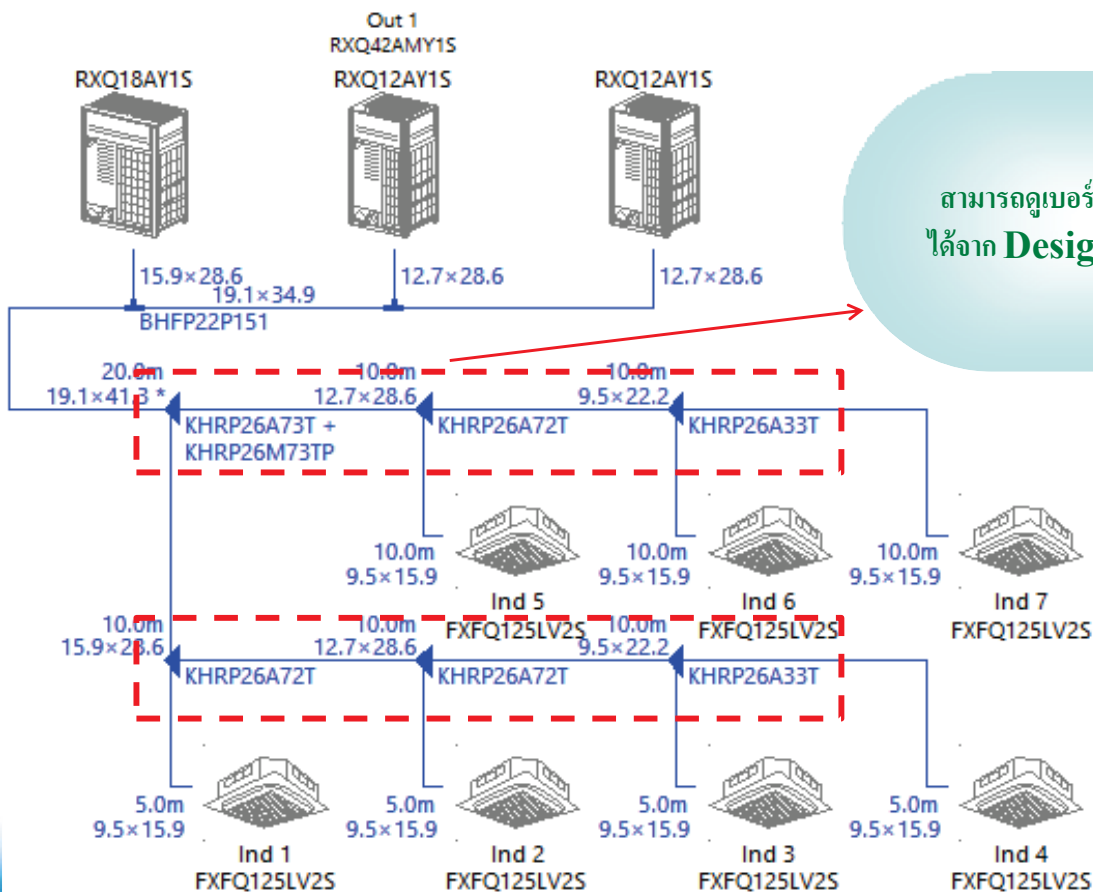 Out 1
RXQ42AMY1S
RXQ18AY1S
RXQ12AY1S
RXQ12AY1S
สามารถดูเบอร์
ได้จาก Desig
15.9×28.6
19.1×34.9
12.7×28.6
12.7×28.6
BHFP22P151
20.0m
19.1×41.3 *
10.0m
12.7×28.6
10.0m
9.5×22.2
KHRP26A73T +
KHRP26M73TP
KHRP26A72T
KHRP26A33T
10.0m
9.5×15.9
10.0m
9.5×15.9
10.0m
9.5×15.9
Ind 5
FXFQ125LV2S
Ind 6
FXFQ125LV2S
Ind 7
FXFQ125LV2S
10.0m
15.9×28.6
10.0m
12.7×28.6
10.0m
9.5×22.2
KHRP26A72T
KHRP26A72T
KHRP26A33T
5.0m
9.5×15.9
5.0m
9.5×15.9
5.0m
9.5×15.9
5.0m
9.5×15.9
Ind 1
FXFQ125LV2S
Ind 2
FXFQ125LV2S
Ind 3
FXFQ125LV2S
Ind 4
FXFQ125LV2S